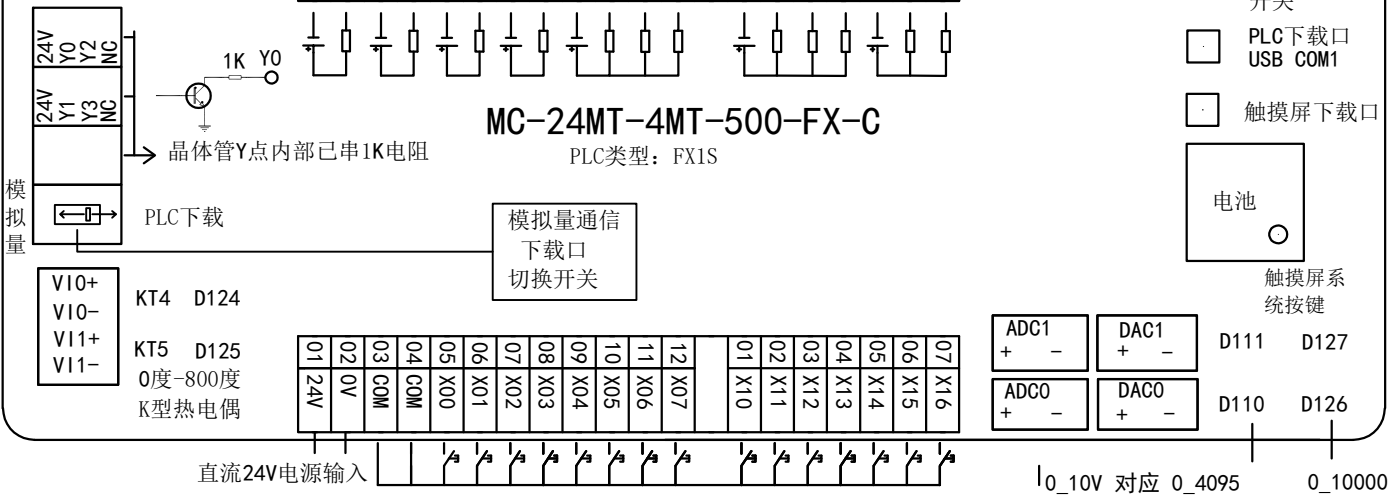 开关
PLC下载口
USB COM1
触摸屏下载口
24V
Y0
Y2
NC
24V
Y1
Y3
NC
1K Y0
晶体管Y点内部已串1K电阻
MC-24MT-4MT-500-FX-C
PLC类型: FX1S
模拟量
PLC下载
模拟量通信
下载口
切换开关
电池
触摸屏系
统按键
VI0+
VI0-
VI1+
VI1-
KT4 D124
KT5 D125
0度-800度
K型热电偶
01 02 03 04 05 06 07 08 09 10 11 12 01 02 03 04 05 06 07
24V 0V COM COM X00 X01 X02 X03 X04 X05 X06 X07 X10 X11 X12 X13 X14 X15 X16
ADC1
+ -
DAC1
+ -
D111 D127
ADC0
+ -
DAC0
+ -
D110 D126
直流24V电源输入
0_10V 对应 0_4095 0_10000